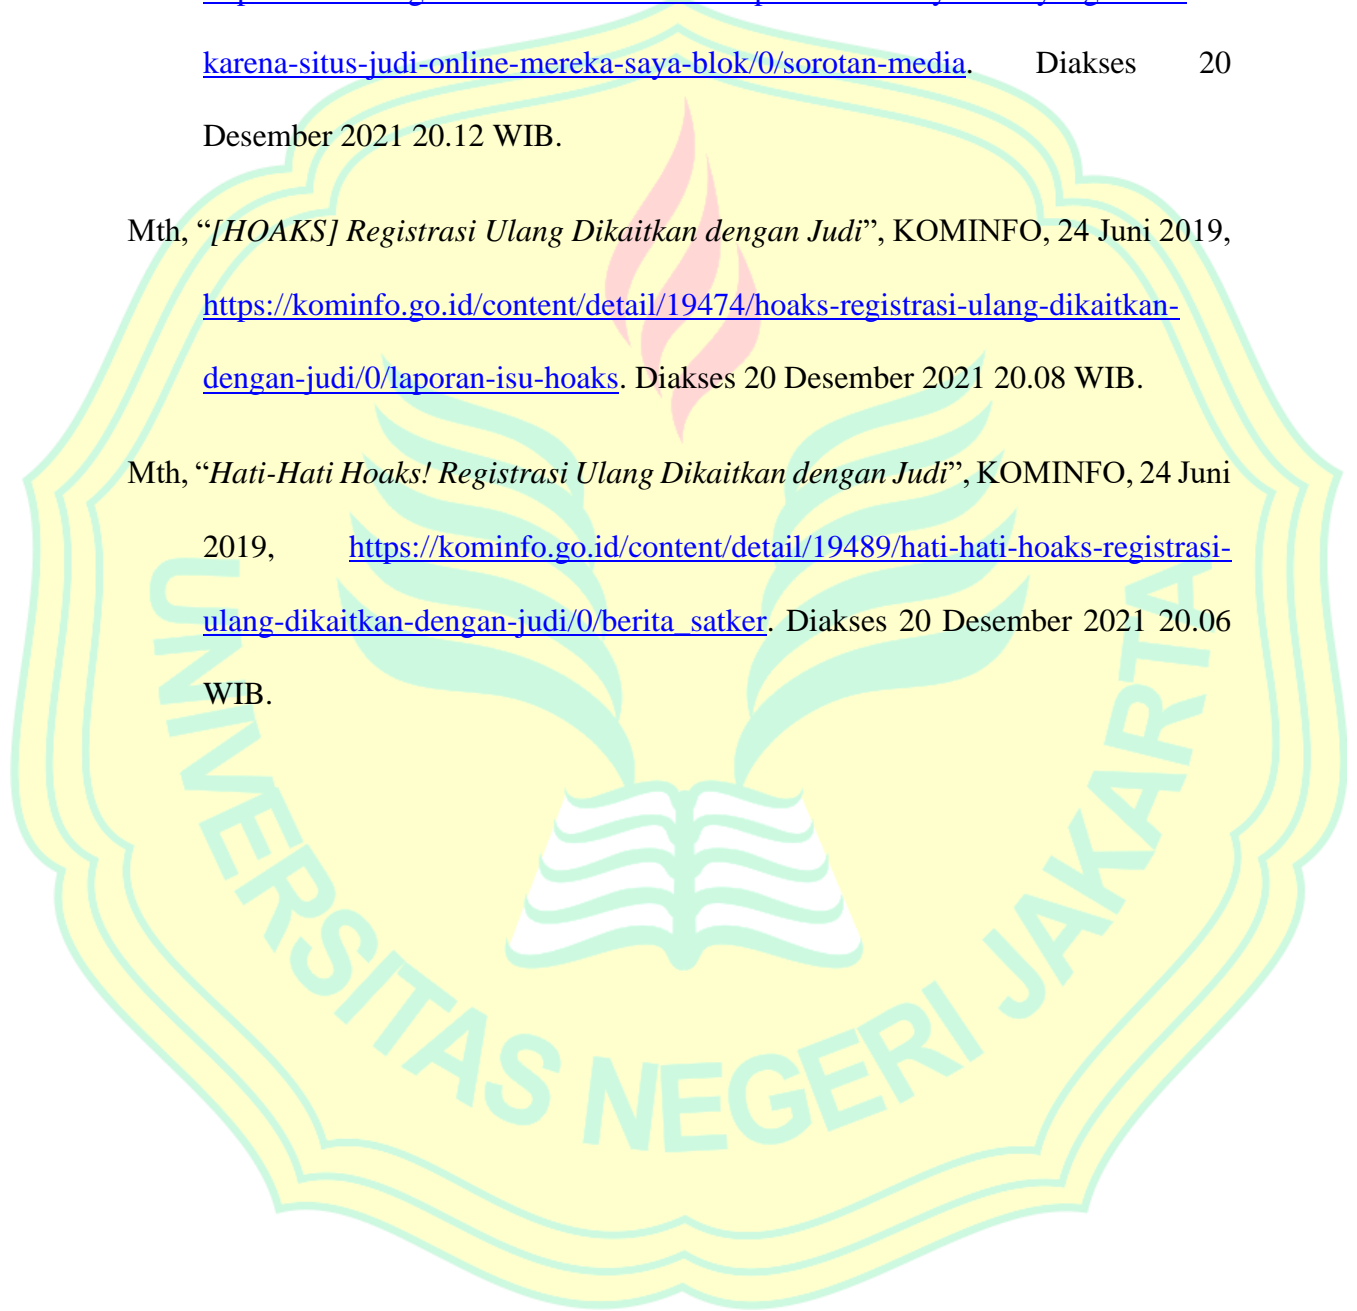 karena-situs-judi-online-mereka-saya-blok/0/sorotan-media. Diakses 20
Desember 2021 20.12 WIB.
Mth, “[HOAKS] Registrasi Ulang Dikaitkan dengan Judi”, KOMINFO, 24 Juni 2019,
https://kominfo.go.id/content/detail/19474/hoaks-registrasi-ulang-dikaitkan-
dengan-judi/0/laporan-isu-hoaks. Diakses 20 Desember 2021 20.08 WIB.
Mth, “Hati-Hati Hoaks! Registrasi Ulang Dikaitkan dengan Judi”, KOMINFO, 24 Juni
2019, https://kominfo.go.id/content/detail/19489/hati-hati-hoaks-registrasi-
ulang-dikaitkan-dengan-judi/0/berita_satker. Diakses 20 Desember 2021 20.06
WIB.
UNIVERSITAS NEGERI JAKARTA